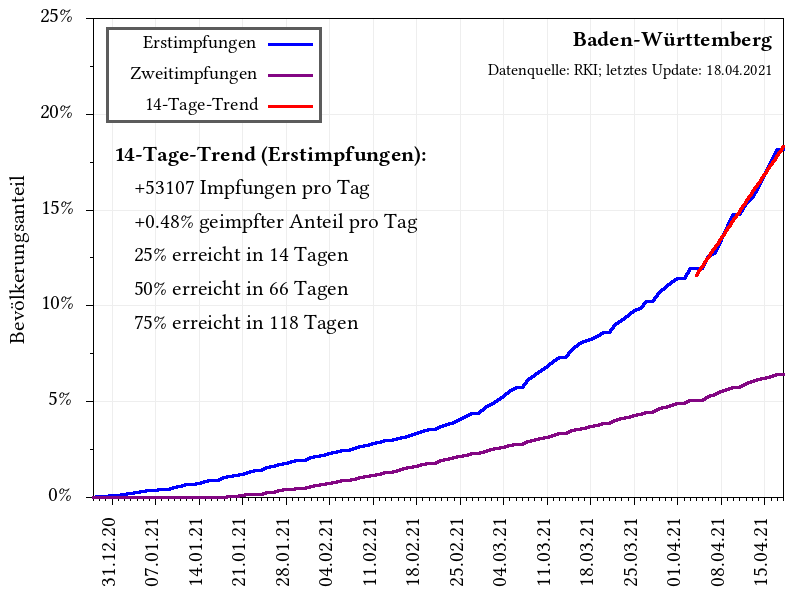 25%
20%
15%
10%
5%
0%
Bevölkerungsanteil
Erstimpfungen
Zweitimpfungen
14-Tage-Trend
Baden-Württemberg
Datenquelle: RKI; letztes Update: 18.04.2021
14-Tage-Trend (Erstimpfungen):
+53107 Impfungen pro Tag
+0.48% geimpfter Anteil pro Tag
25% erreicht in 14 Tagen
50% erreicht in 66 Tagen
75% erreicht in 118 Tagen
31.12.20
07.01.21
14.01.21
21.01.21
28.01.21
04.02.21
11.02.21
18.02.21
25.02.21
04.03.21
11.03.21
18.03.21
25.03.21
01.04.21
08.04.21
15.04.21